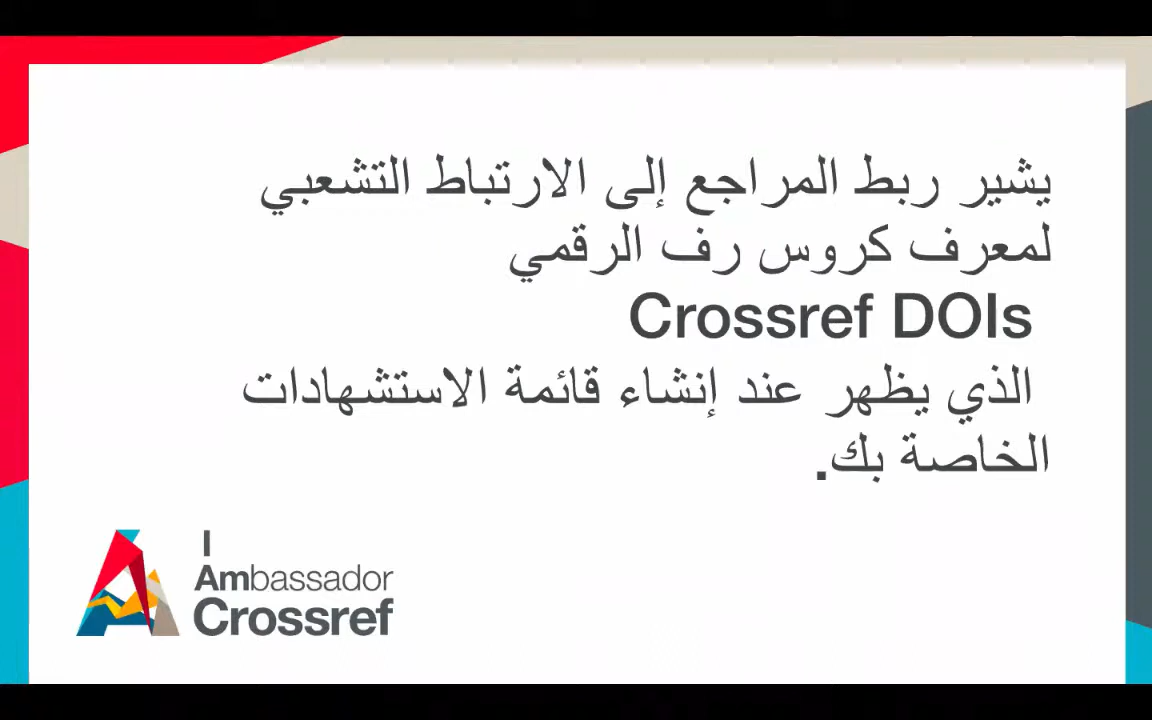 يشير ربط المراجع إلى الارتباط التشعبي
لمعرف كروس رف الرقمي
Crossref DOIs
الذي يظهر عند إنشاء قائمة الاستشهادات
الخاصة بك.
I
Ambassador
Crossref